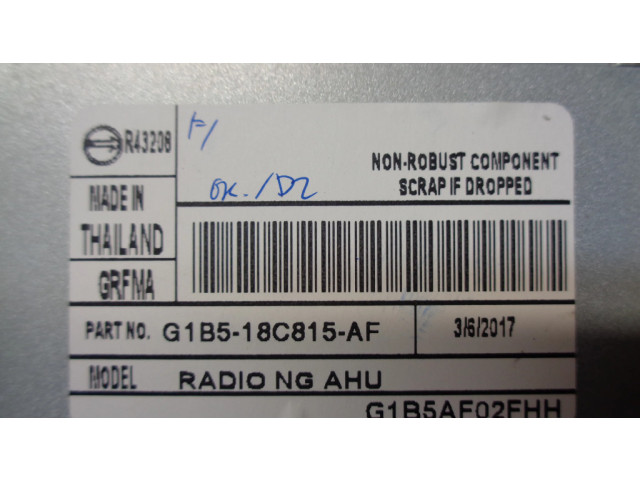 R43208
F/
OK. /DZ
NON-ROBUST COMPONENT
SCRAP IF DROPPED
MADE IN
THAILAND
GRFMA
PART NO. G1B5-18C815-AF 3/6/2017
MODEL RADIO NG AHU
G1B5AF02FHH